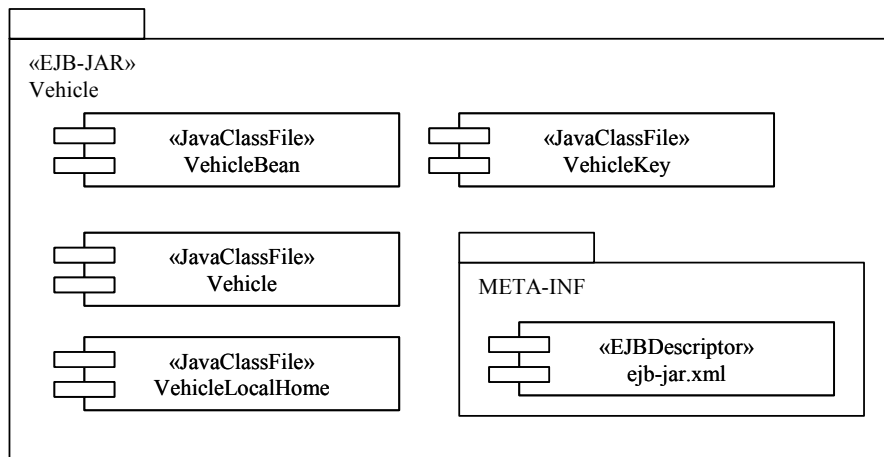 «EJB-JAR»
Vehicle
«JavaClassFile»
VehicleBean
«JavaClassFile»
VehicleKey
«JavaClassFile»
Vehicle
META-INF
«EJBDescriptor»
ejb-jar.xml
«JavaClassFile»
VehicleLocalHome